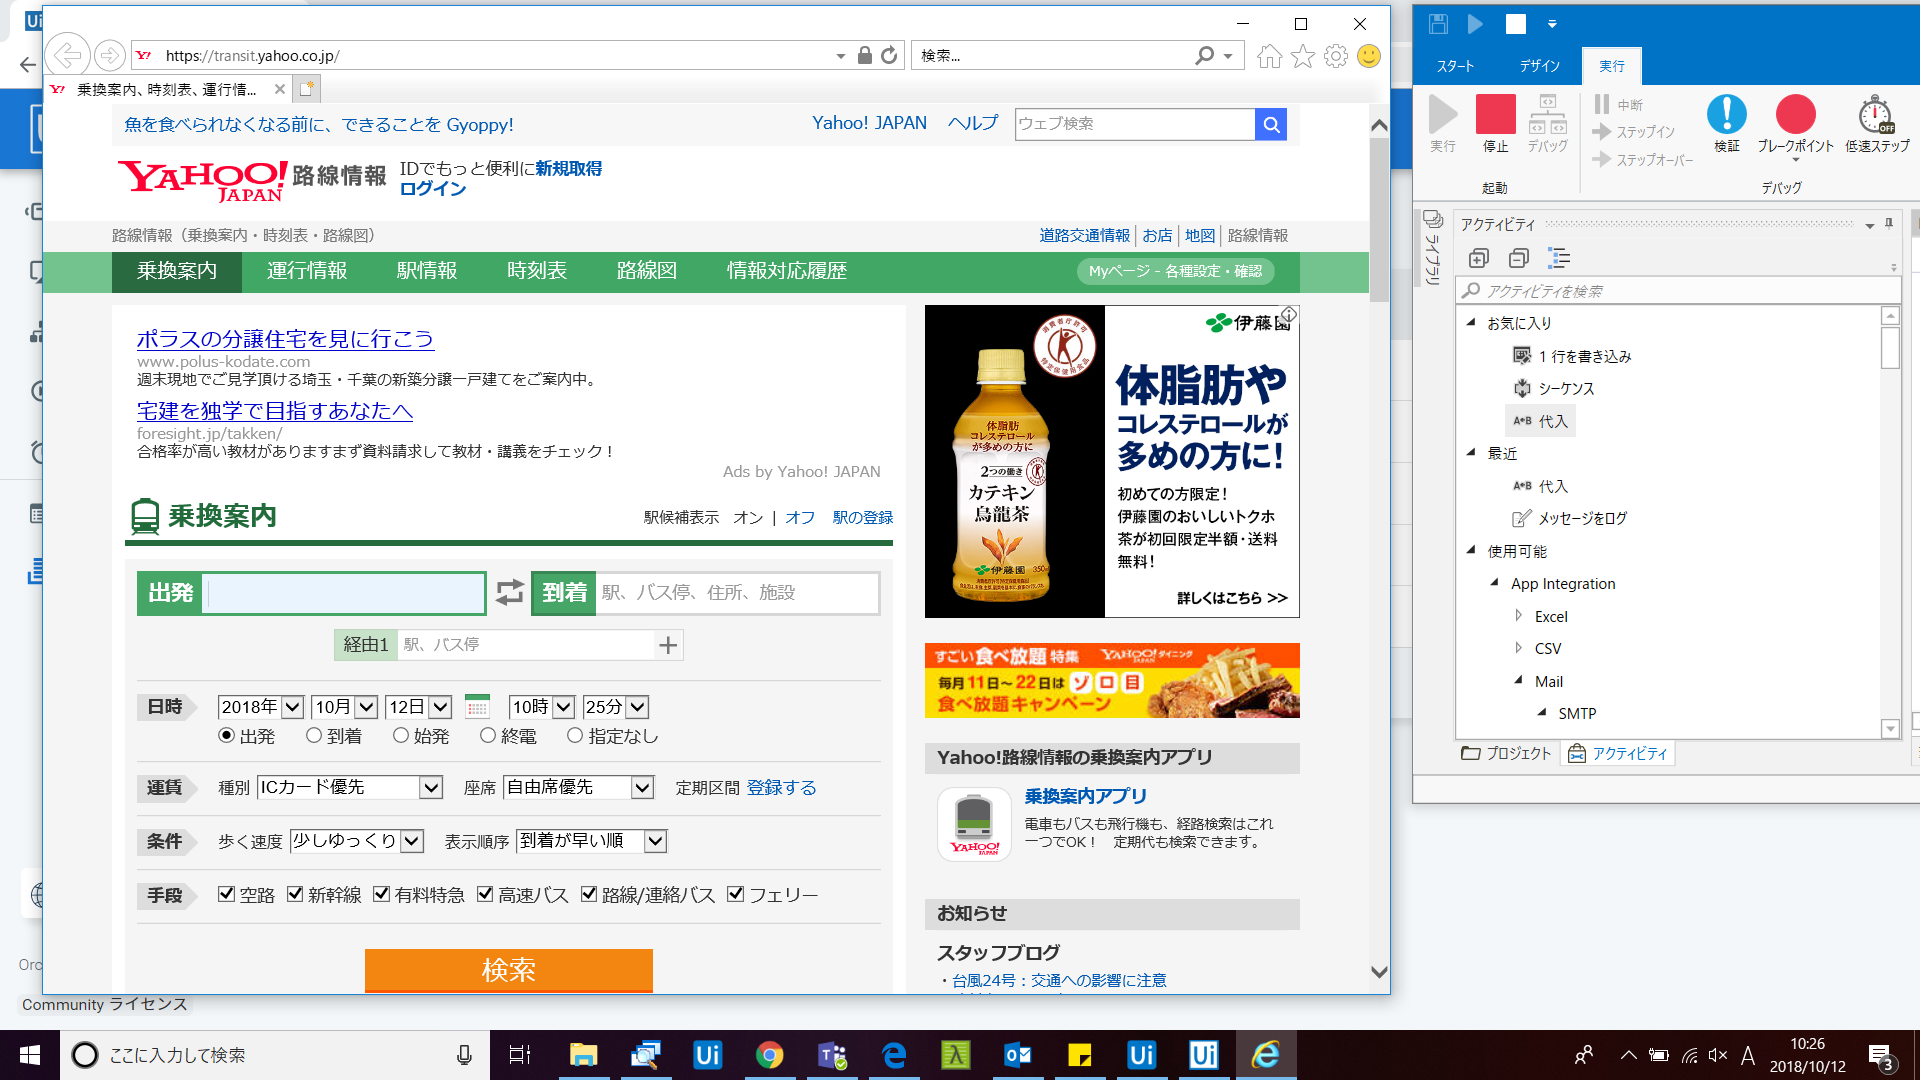 https://transit.yahoo.co.jp/
検索...
乗換案内、時刻表、運行情...
魚を食べられなくなる前に、できることを Gyoppy!
Yahoo! JAPAN
ヘルプ
ウェブ検索
YAHOO! JAPAN 路線情報
IDでもっと便利に新規取得
ログイン
路線情報（乗換案内・時刻表・路線図）
道路交通情報
お店
地図
路線情報
乗換案内
運行情報
駅情報
時刻表
路線図
情報対応履歴
Myページ - 各種設定・確認
ポラスの分譲住宅を見に行こう
www.polus-kodate.com
週末現地でご見学頂ける埼玉・千葉の新築分譲一戸建てをご案内中。
宅建を独学で目指すあなたへ
foresight.jp/takken/
合格率が高い教材がありますまず資料請求して教材・講義をチェック！
Ads by Yahoo! JAPAN
乗換案内
駅候補表示 オン | オフ 駅の登録
出発
到着 駅、バス停、住所、施設
経由1 駅、バス停
日時 2018年 10月 12日 10時 25分
出発 到着 始発 終電 指定なし
運賃 種別 ICカード優先 座席 自由席優先 定期区間 登録する
条件 歩く速度 少しゆっくり 表示順序 到着が早い順
手段 空路 新幹線 有料特急 高速バス 路線/連絡バス フェリー
検索
伊藤園
体脂肪や
コレステロールが
多めの方に!
初めての方限定！
伊藤園のおいしいトクホ
茶が初回限定半額・送料
無料！
詳しくはこちら >>
体脂肪
コレステロール
が多めの方に
2つの働き
カテキン
烏龍茶
伊藤園
すごい食べ放題 特集 YAHOO! JAPAN ダイニング
毎月11日～22日は ゾロ目
食べ放題キャンペーン
Yahoo!路線情報の乗換案内アプリ
YAHOO! JAPAN
乗換案内アプリ
電車もバスも飛行機も、経路検索はこれ
一つでOK！ 定期代も検索できます。
お知らせ
スタッフブログ
・台風24号：交通への影響に注意
Orc
Community ライセンス
スタート
デザイン
実行
実行
停止
デバッグ
中断
ステップイン
ステップオーバー
検証
ブレークポイント
低速ステップ
OFF
起動
デバッグ
ライブラリ
アクティビティ
アクティビティを検索
お気に入り
1 行を書き込み
シーケンス
A+B 代入
最近
A+B 代入
メッセージをログ
使用可能
App Integration
Excel
CSV
Mail
SMTP
プロジェクト
アクティビティ
ここに入力して検索
A
10:26
2018/10/12
3